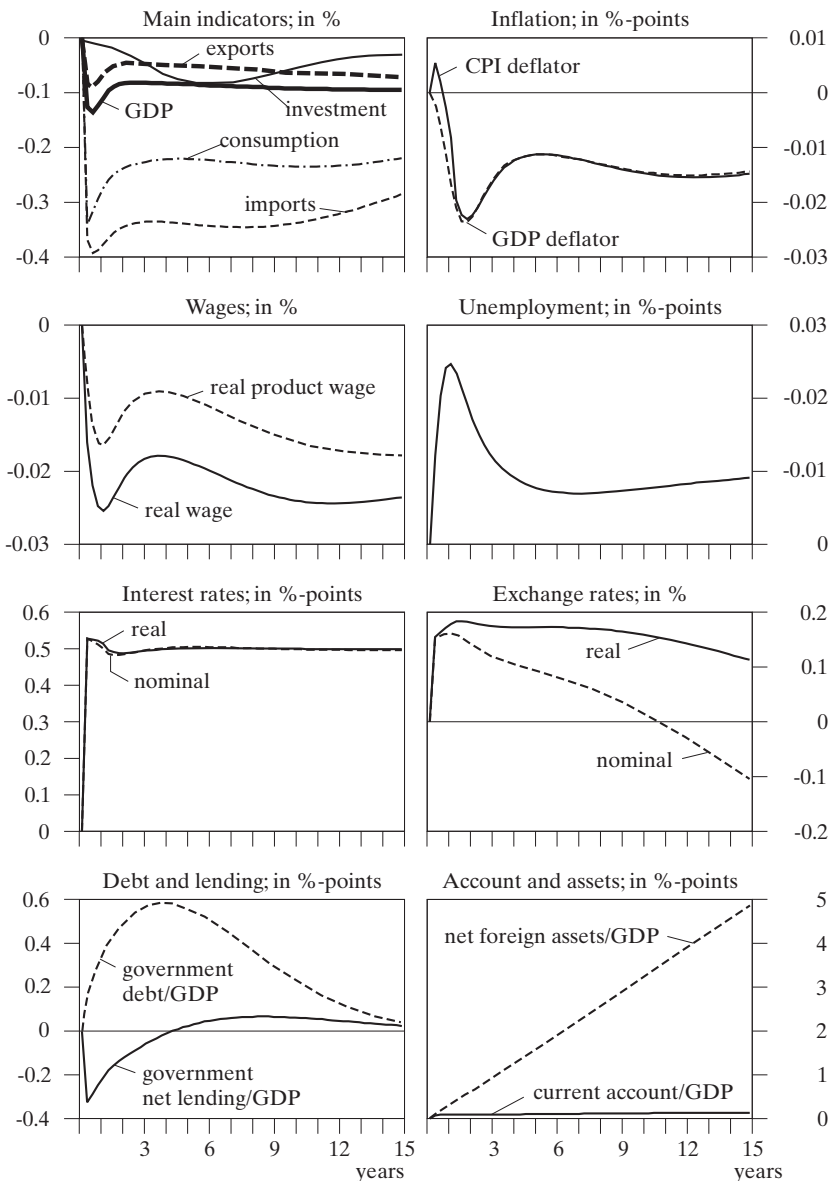 Main indicators; in %
0
-0.1
-0.2
-0.3
-0.4
exports
GDP
investment
consumption
imports
Inflation; in %-points
0.01
0
-0.01
-0.02
-0.03
CPI deflator
GDP deflator
Wages; in %
0
-0.01
-0.02
-0.03
real product wage
real wage
Unemployment; in %-points
0.03
-0.02
-0.01
0
Interest rates; in %-points
0.6
0.5
0.4
0.3
0.2
0.1
0
real
nominal
Exchange rates; in %
0.2
0.1
0
-0.1
-0.2
real
nominal
Debt and lending; in %-points
0.6
0.4
0.2
0
-0.2
-0.4
government
debt/GDP
government
net lending/GDP
3 6 9 12 15
years
Account and assets; in %-points
5
4
3
2
1
0
net foreign assets/GDP
current account/GDP
3 6 9 12 15
years